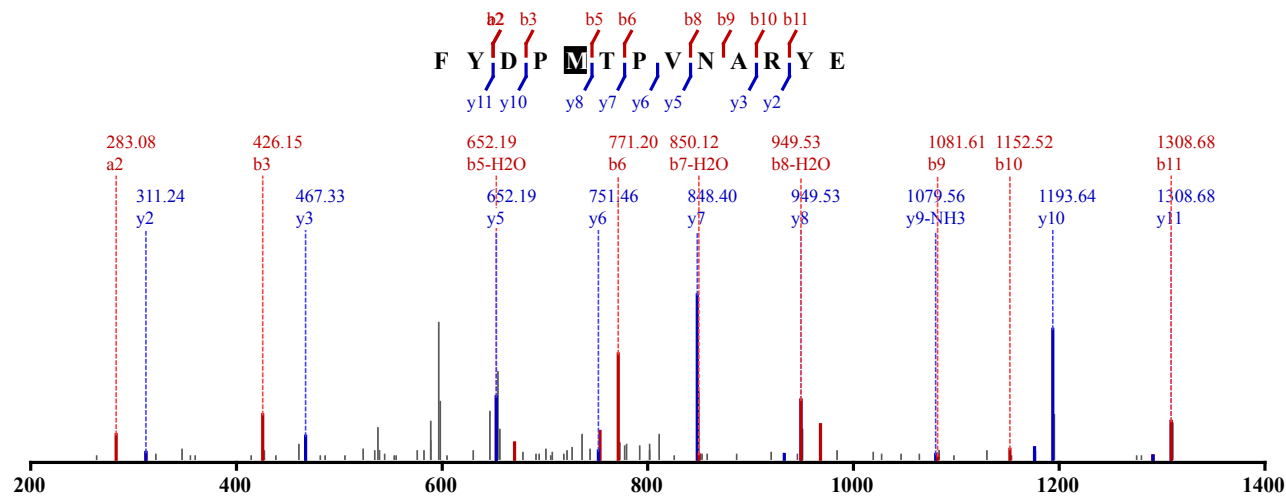 b2 a2 b3 b5 b6 b8 b9 b10 b11
F Y D P M T P V N A R Y E
y11 y10 y8 y7 y6 y5 y3 y2
283.08 426.15 652.19 771.20 850.12 949.53 1081.61 1152.52 1308.68
a2 b3 b5-H2O b6 b7-H2O b8-H2O b9 b10 b11
311.24 467.33 652.19 751.46 848.40 949.53 1079.56 1193.64 1308.68
y2 y3 y5 y6 y7 y8 y9-NH3 y10 y11
200 400 600 800 1000 1200 1400